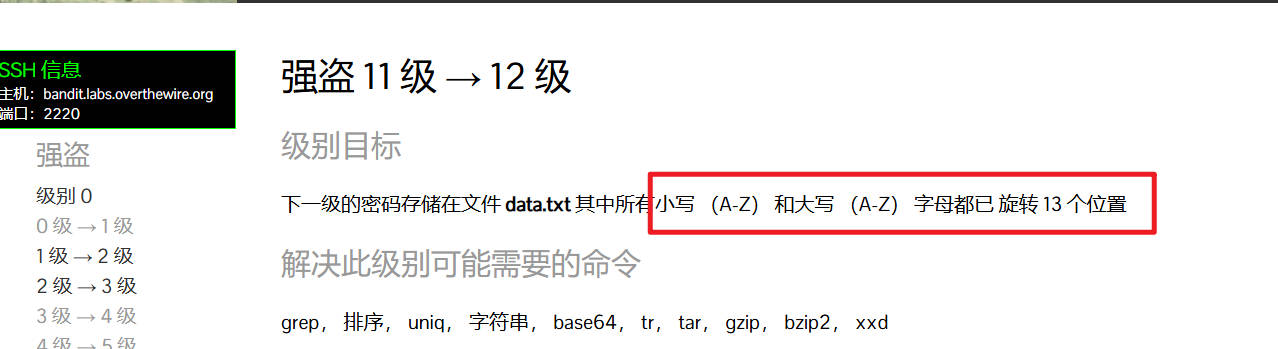 SSH 信息
主机：bandit.labs.overthewire.org
端口：2220
强盗
级别 0
0 级 → 1 级
1 级 → 2 级
2 级 → 3 级
3 级 → 4 级
4 级 → 5 级
强盗 11 级 → 12 级
级别目标
下一级的密码存储在文件 data.txt 其中所有小写 （A-Z） 和大写 （A-Z） 字母都已 旋转 13 个位置
解决此级别可能需要的命令
grep， 排序， uniq， 字符串， base64， tr， tar， gzip， bzip2， xxd